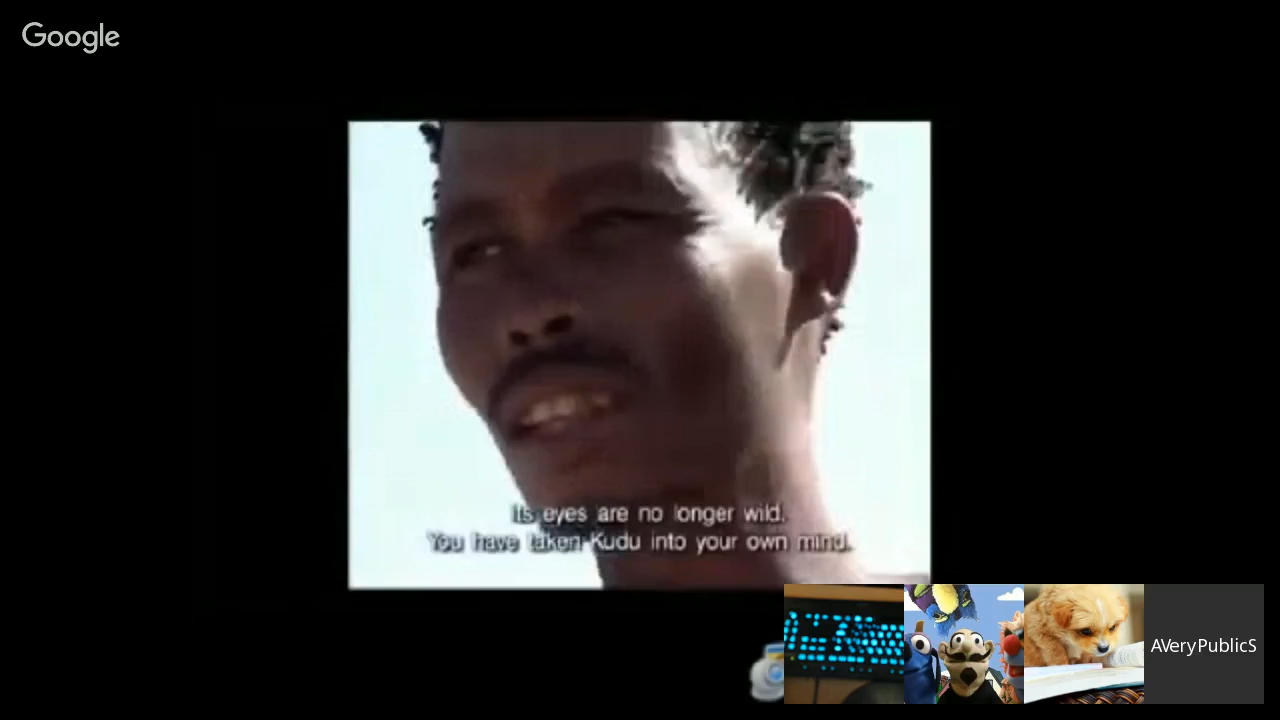 Google
Its eyes are no longer wild.
You have taken Kudu into your own mind.
AVeryPublicS